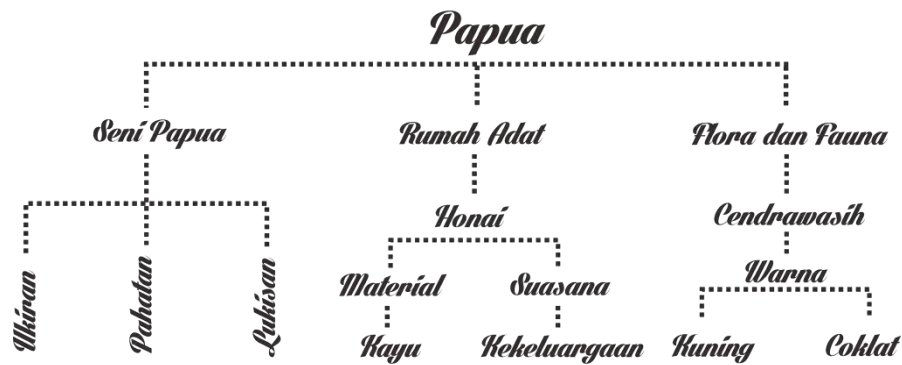 Papua
Seni Papua
Rumah Adat
Flora dan Fauna
Honai
Cendrawasih
Ukiran
Pahatan
Lukisan
Material
Suasana
Warna
Kayu
Kekeluargaan
Kuning
Coklat